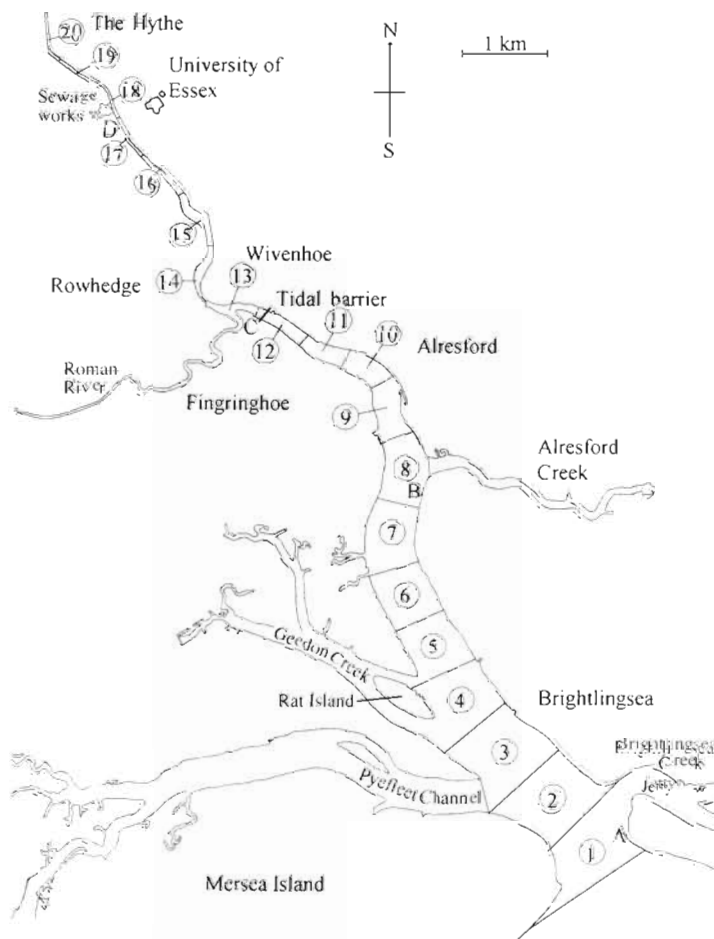 The Hythe
20
N
1 km
19
University of
Essex
18
Sewage
works
D
17
S
16
15
Wivenhoe
14
13
Rowhedge
Tidal barrier
C
11
12
10
Alresford
Roman
River
Fingringhoe
9
Alresford
Creek
8
B
7
6
5
Geedon Creek
Rat Island
4
Brightlingsea
3
Brightlingsea
Creek
Jetty
Pyefleet Channel
2
A
1
Mersea Island